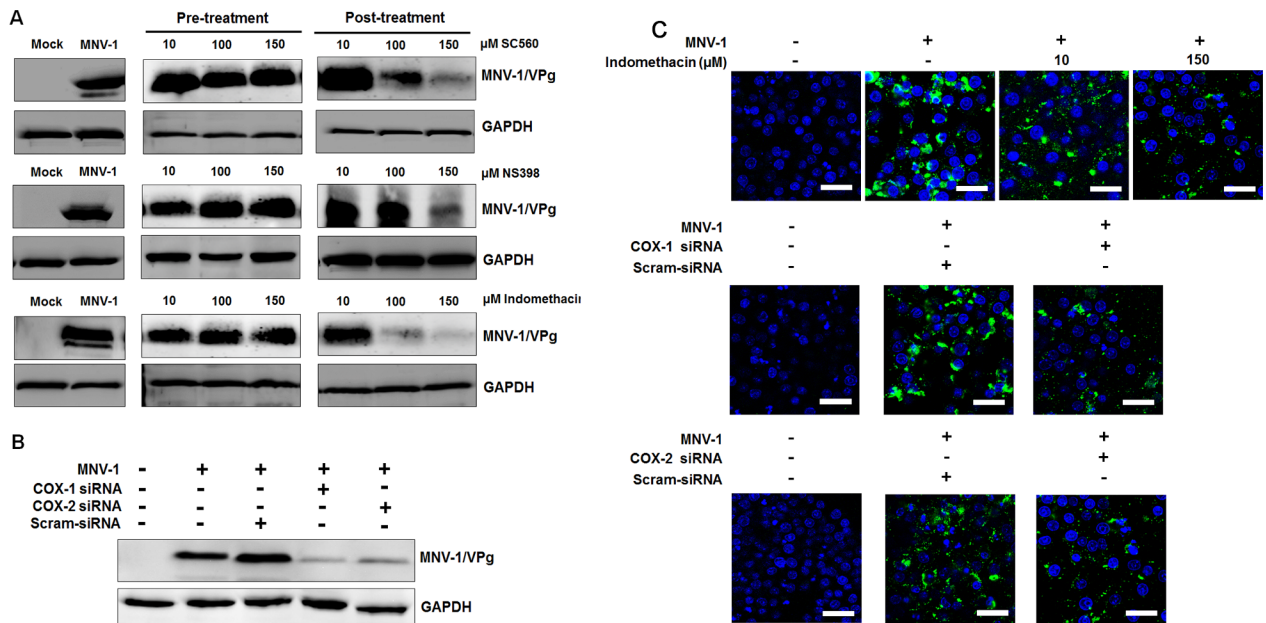 A
Pre-treatment Post-treatment
Mock MNV-1 10 100 150 10 100 150 µM SC560
MNV-1/VPg
GAPDH
Mock MNV-1 10 100 150 10 100 150 µM NS398
MNV-1/VPg
GAPDH
Mock MNV-1 10 100 150 10 100 150 µM Indomethacin
MNV-1/VPg
GAPDH
B
MNV-1 - + + + +
COX-1 siRNA - - - + -
COX-2 siRNA - - - - +
Scram-siRNA - - + - -
MNV-1/VPg
GAPDH
C
MNV-1 - + + +
Indomethacin (µM) - - 10 150
MNV-1 - + +
COX-1 siRNA - - +
Scram-siRNA - + -
MNV-1 - + +
COX-2 siRNA - - +
Scram-siRNA - + -